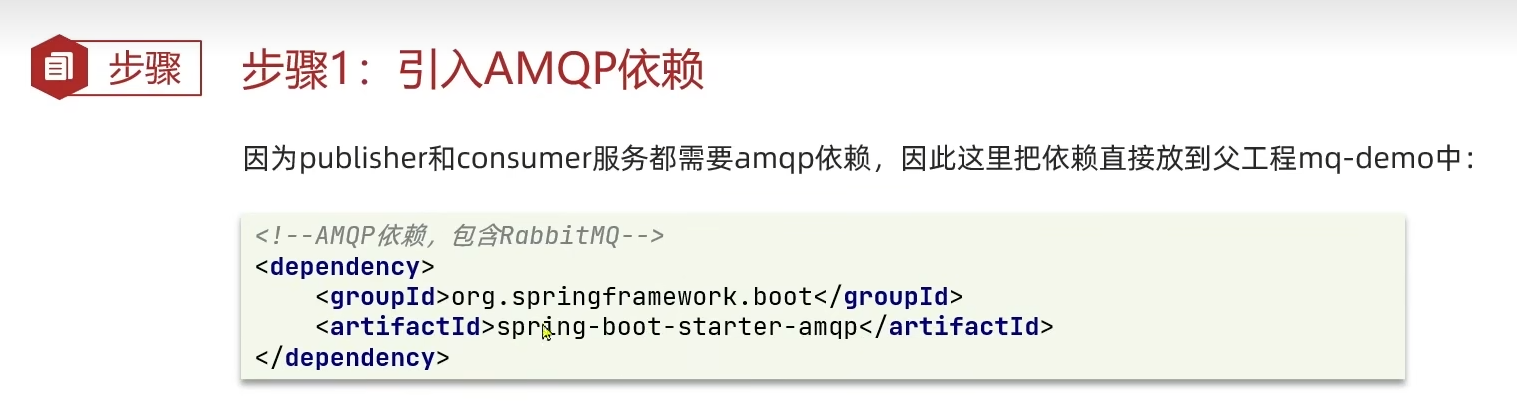 步骤
步骤1：引入AMQP依赖
因为publisher和consumer服务都需要amqp依赖，因此这里把依赖直接放到父工程mq-demo中：
<!--AMQP依赖，包含RabbitMQ-->
<dependency>
    <groupId>org.springframework.boot</groupId>
    <artifactId>spring-boot-starter-amqp</artifactId>
</dependency>